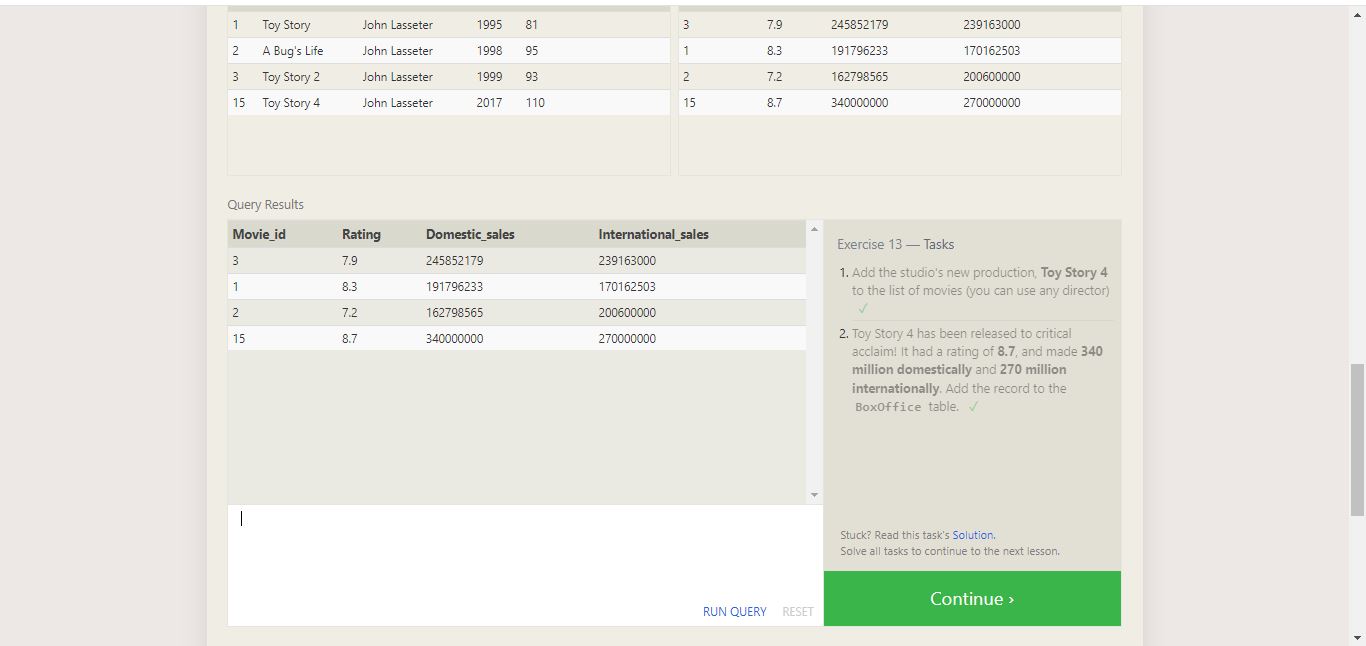 1 Toy Story John Lasseter 1995 81
2 A Bug's Life John Lasseter 1998 95
3 Toy Story 2 John Lasseter 1999 93
15 Toy Story 4 John Lasseter 2017 110
3 7.9 245852179 239163000
1 8.3 191796233 170162503
2 7.2 162798565 200600000
15 8.7 340000000 270000000
Query Results
Movie_id Rating Domestic_sales International_sales
3 7.9 245852179 239163000
1 8.3 191796233 170162503
2 7.2 162798565 200600000
15 8.7 340000000 270000000
RUN QUERY RESET
Exercise 13 — Tasks
1. Add the studio's new production, Toy Story 4
to the list of movies (you can use any director)
✓
2. Toy Story 4 has been released to critical
acclaim! It had a rating of 8.7, and made 340
million domestically and 270 million
internationally. Add the record to the
BoxOffice table. ✓
Stuck? Read this task's Solution.
Solve all tasks to continue to the next lesson.
Continue ›